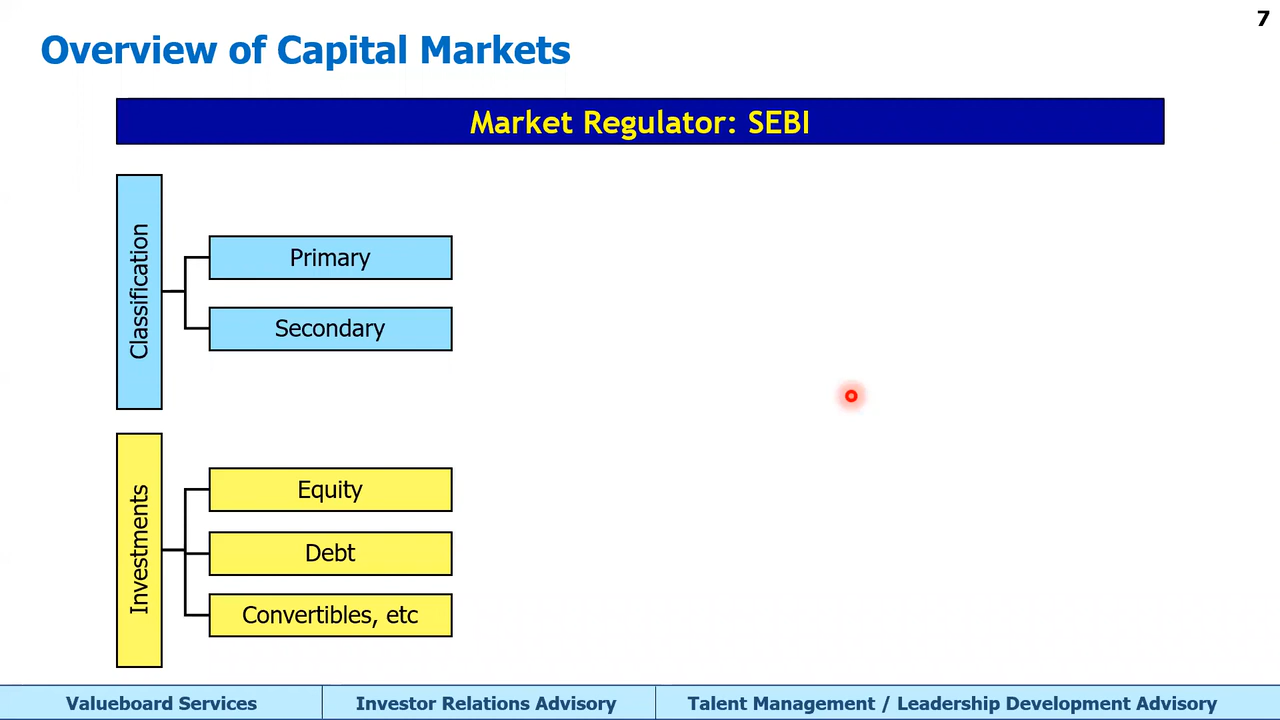 7
Overview of Capital Markets
Market Regulator: SEBI
Classification
Primary
Secondary
Investments
Equity
Debt
Convertibles, etc
Valueboard Services
Investor Relations Advisory
Talent Management / Leadership Development Advisory